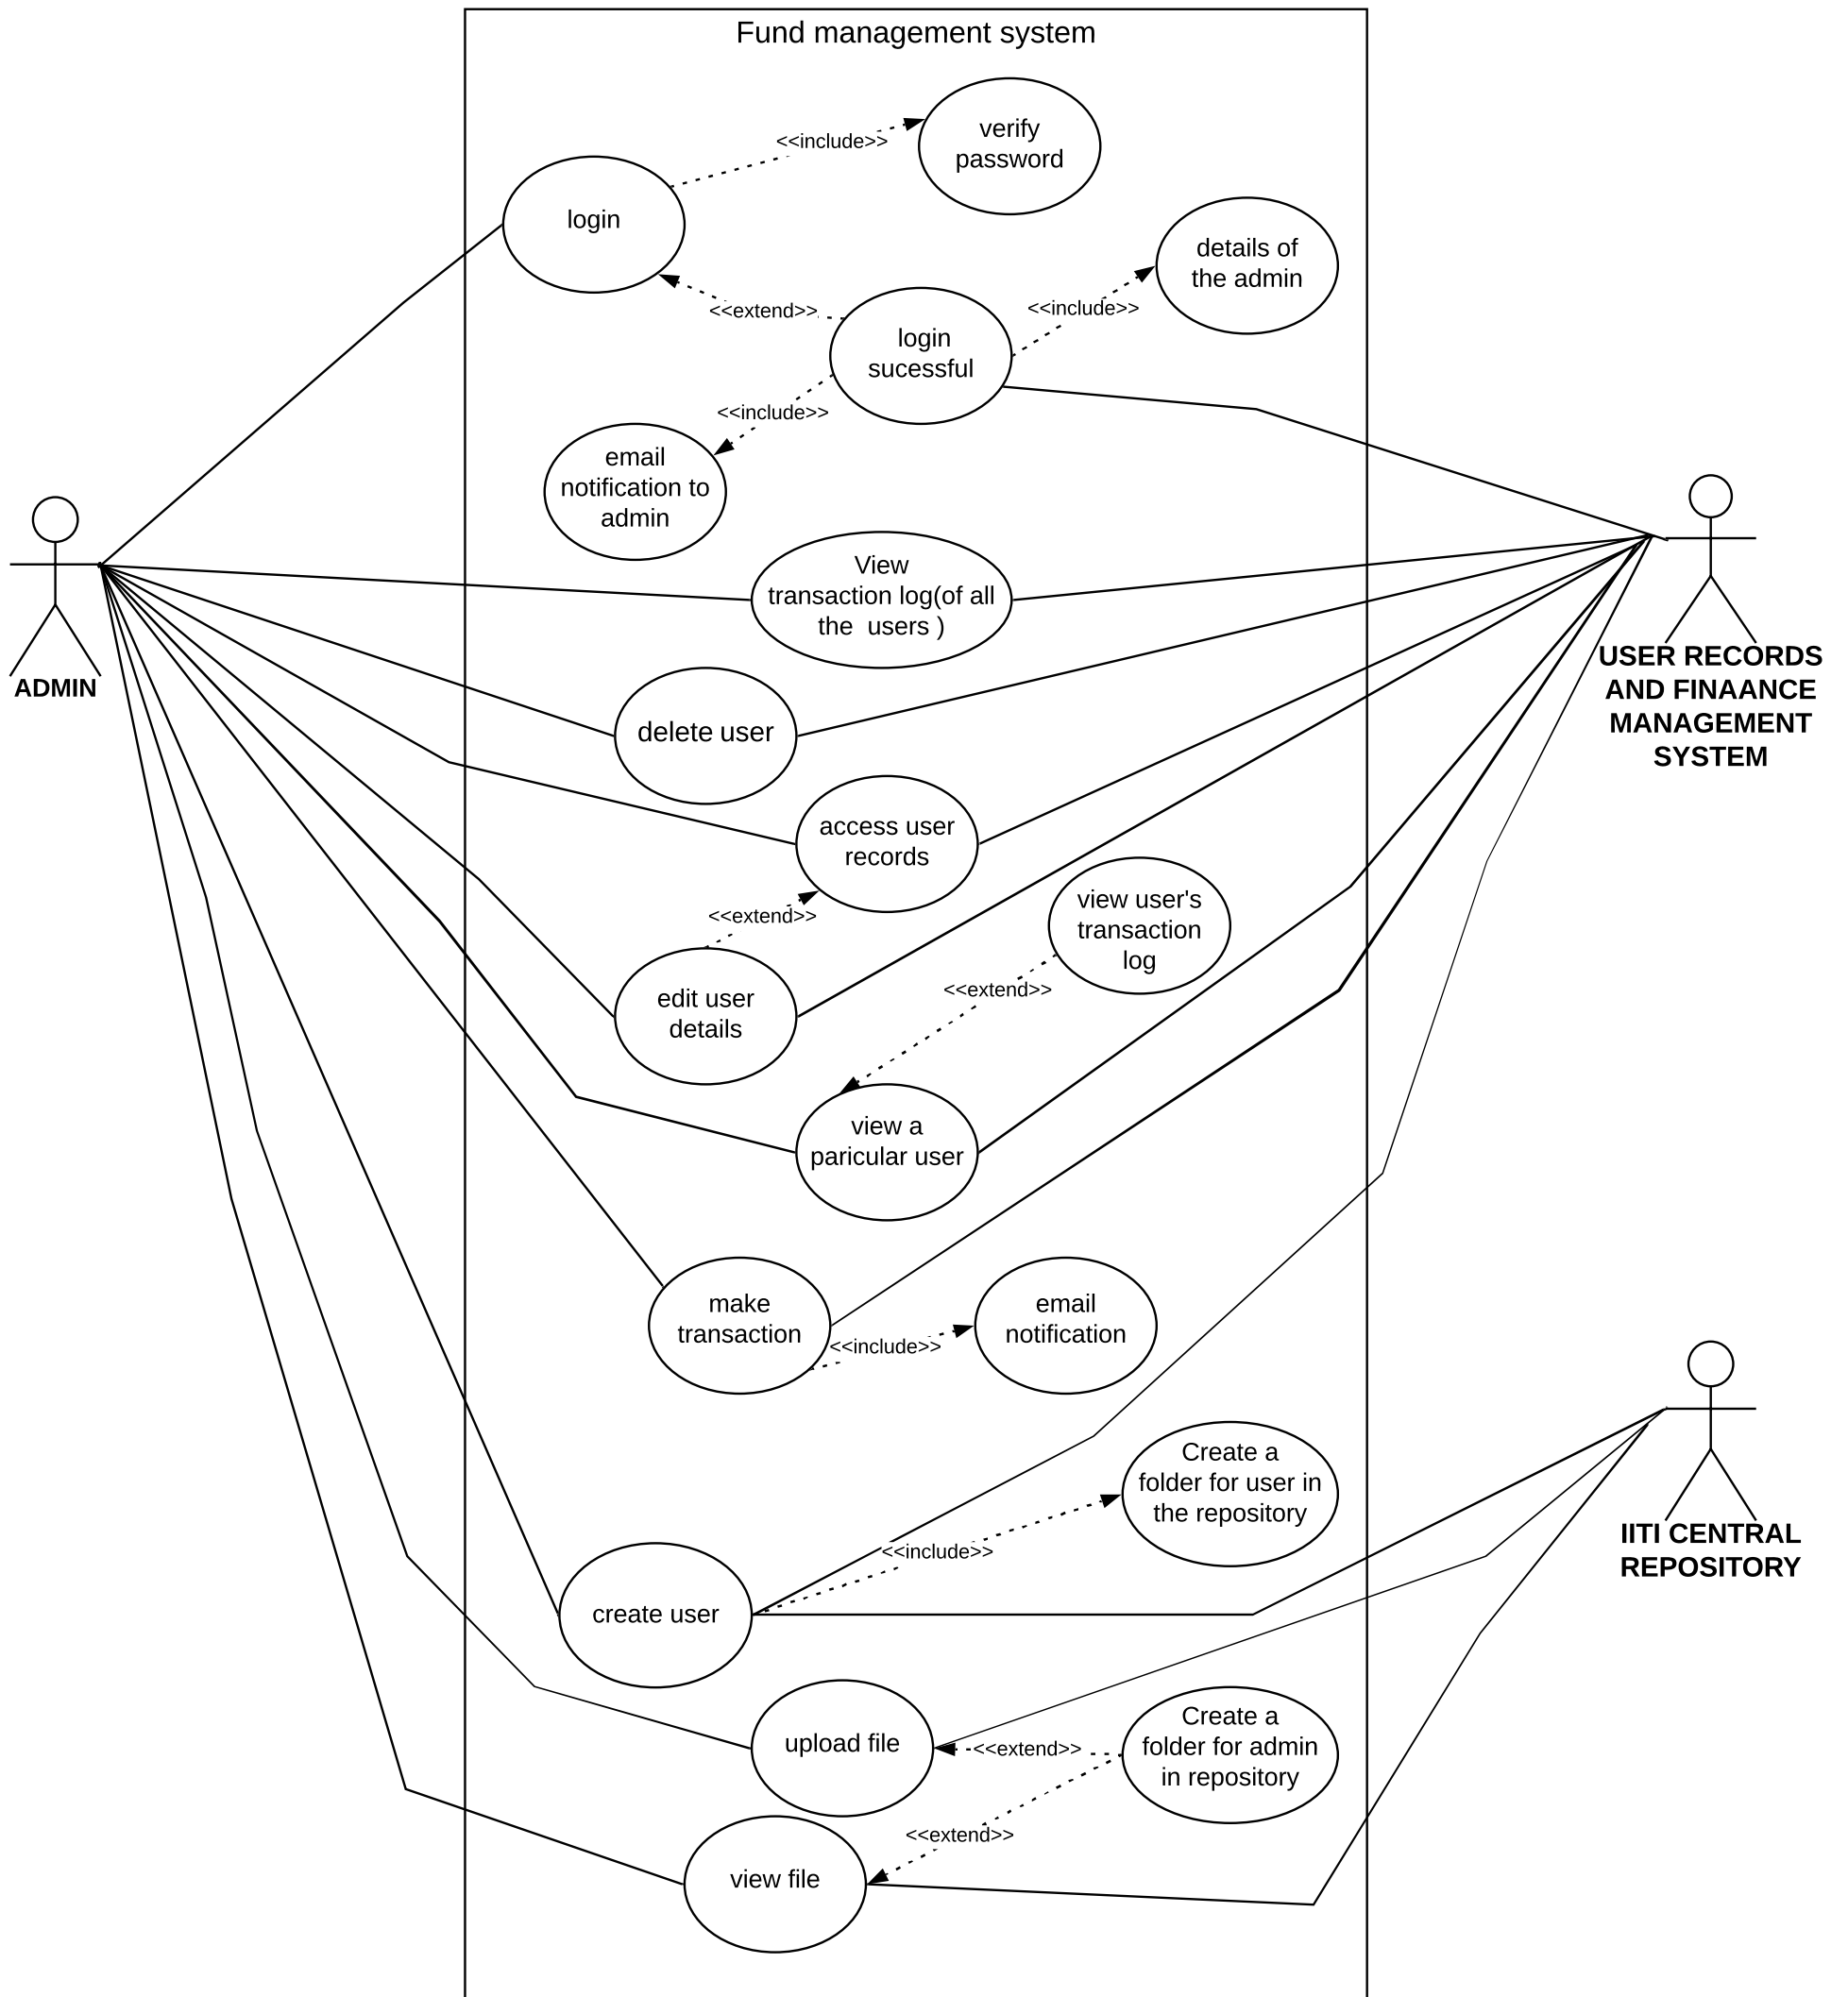 Fund management system
verify
password
<<include>>
login
details of
the admin
<<extend>>
<<include>>
login
sucessful
<<include>>
email
notification to
admin
View
transaction log(of all
the  users )
ADMIN
USER RECORDS
AND FINAANCE
MANAGEMENT
SYSTEM
delete user
access user
records
<<extend>>
view user's
transaction
log
<<extend>>
edit user
details
view a
paricular user
make
transaction
<<include>>
email
notification
Create a
folder for user in
the repository
<<include>>
IITI CENTRAL
REPOSITORY
create user
upload file
<<extend>>
Create a
folder for admin
in repository
<<extend>>
view file